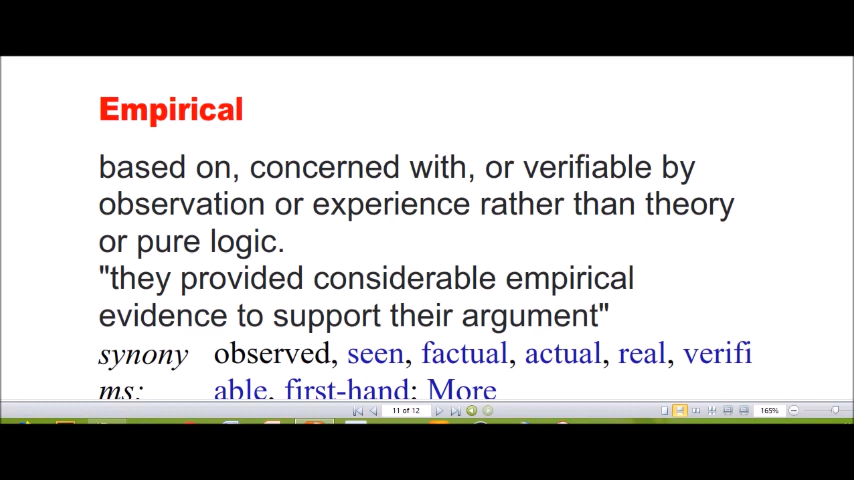 Empirical
based on, concerned with, or verifiable by
observation or experience rather than theory
or pure logic.
"they provided considerable empirical
evidence to support their argument"
synony observed, seen, factual, actual, real, verifi
ms: able, first-hand; More
11 of 12
165%